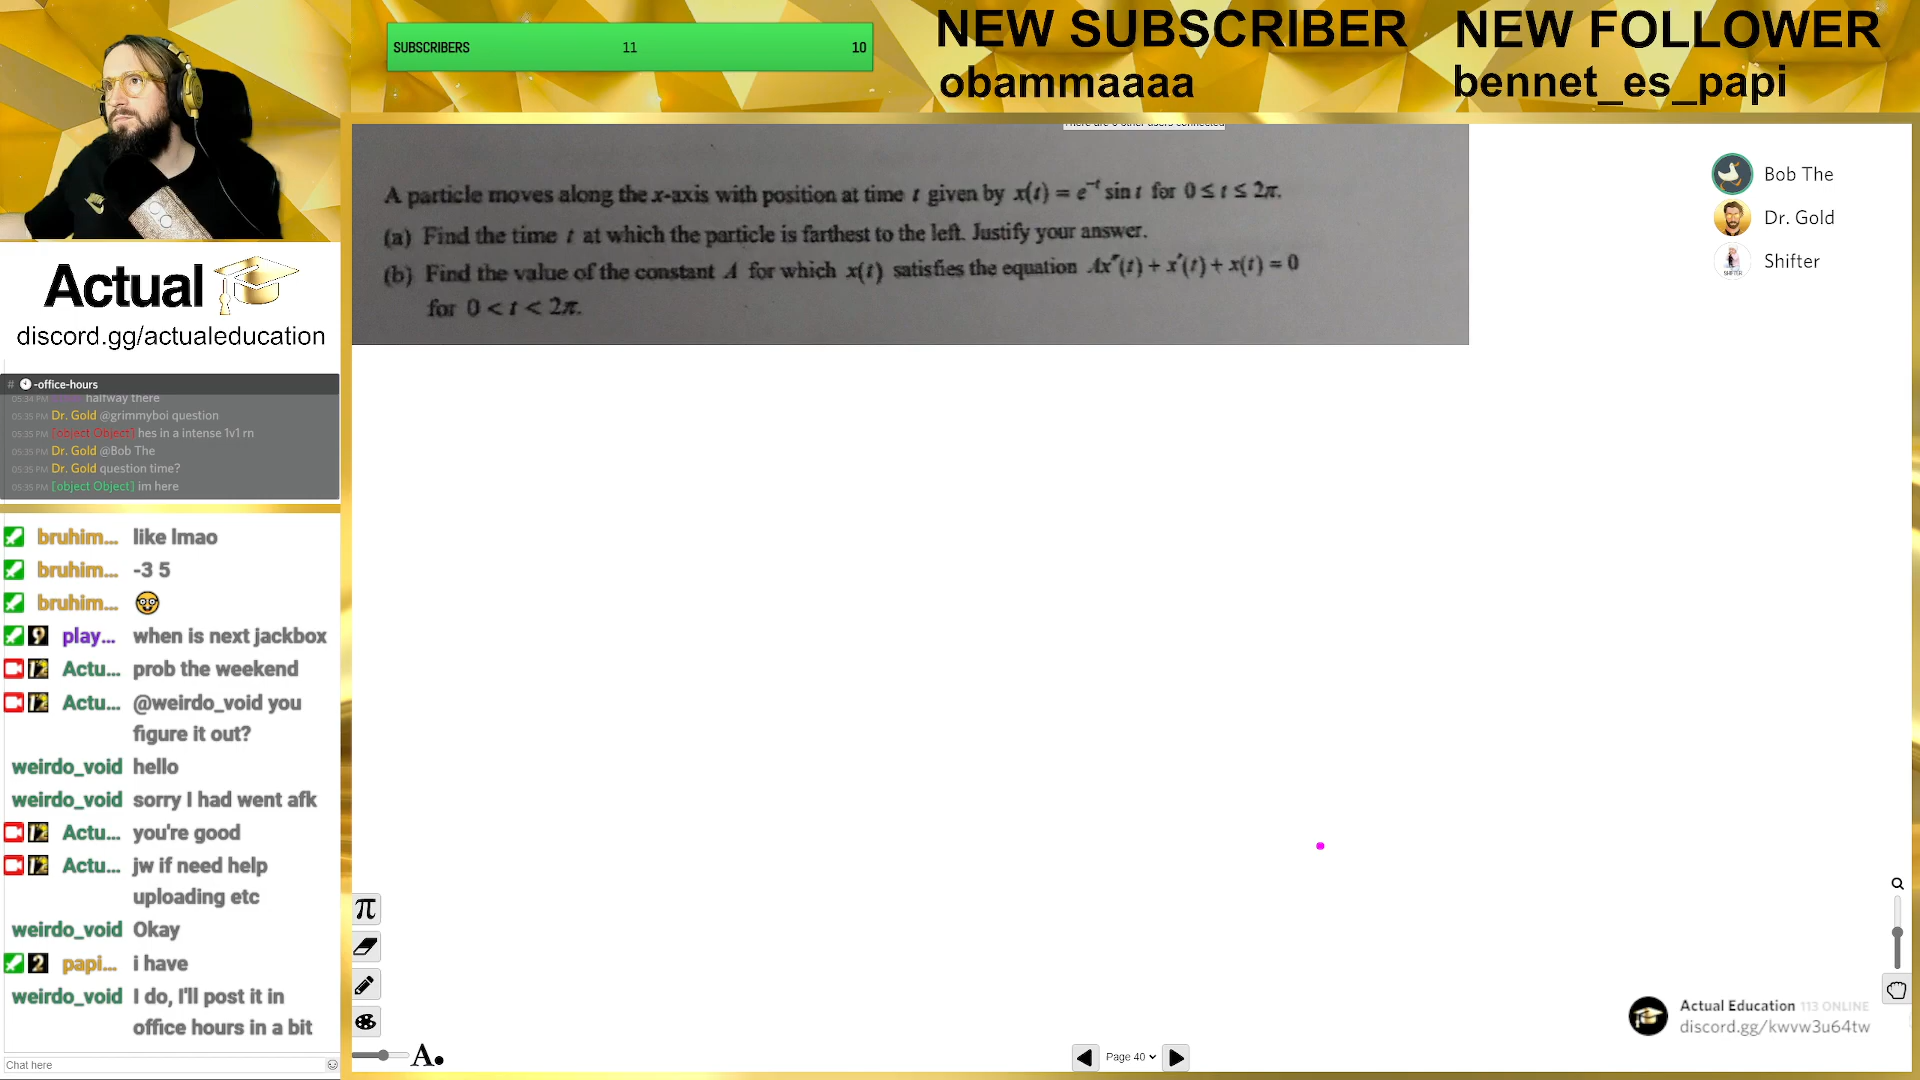 SUBSCRIBERS 11 10
NEW SUBSCRIBER
obammaaaa
NEW FOLLOWER
bennet_es_papi
A particle moves along the x-axis with position at time t given by x(t) = e^-t sin t for 0 ≤ t ≤ 2π.
(a) Find the time t at which the particle is farthest to the left. Justify your answer.
(b) Find the value of the constant A for which x(t) satisfies the equation Ax″(t) + x′(t) + x(t) = 0
for 0 < t < 2π.
Bob The
Dr. Gold
Shifter
Actual
discord.gg/actualeducation
# -office-hours
05:34 PM halfway there
05:35 PM Dr. Gold @grimmyboi question
05:35 PM [object Object] hes in a intense 1v1 rn
05:35 PM Dr. Gold @Bob The
05:35 PM Dr. Gold question time?
05:35 PM [object Object] im here
bruhim... like lmao
bruhim... -3 5
bruhim... 🤓
play... when is next jackbox
Actu... prob the weekend
Actu... @weirdo_void you
figure it out?
weirdo_void hello
weirdo_void sorry I had went afk
Actu... you're good
Actu... jw if need help
uploading etc
weirdo_void Okay
papi... i have
weirdo_void I do, I'll post it in
office hours in a bit
Chat here
π
A
Page 40
Actual Education 113 ONLINE
discord.gg/kwvw3u64tw